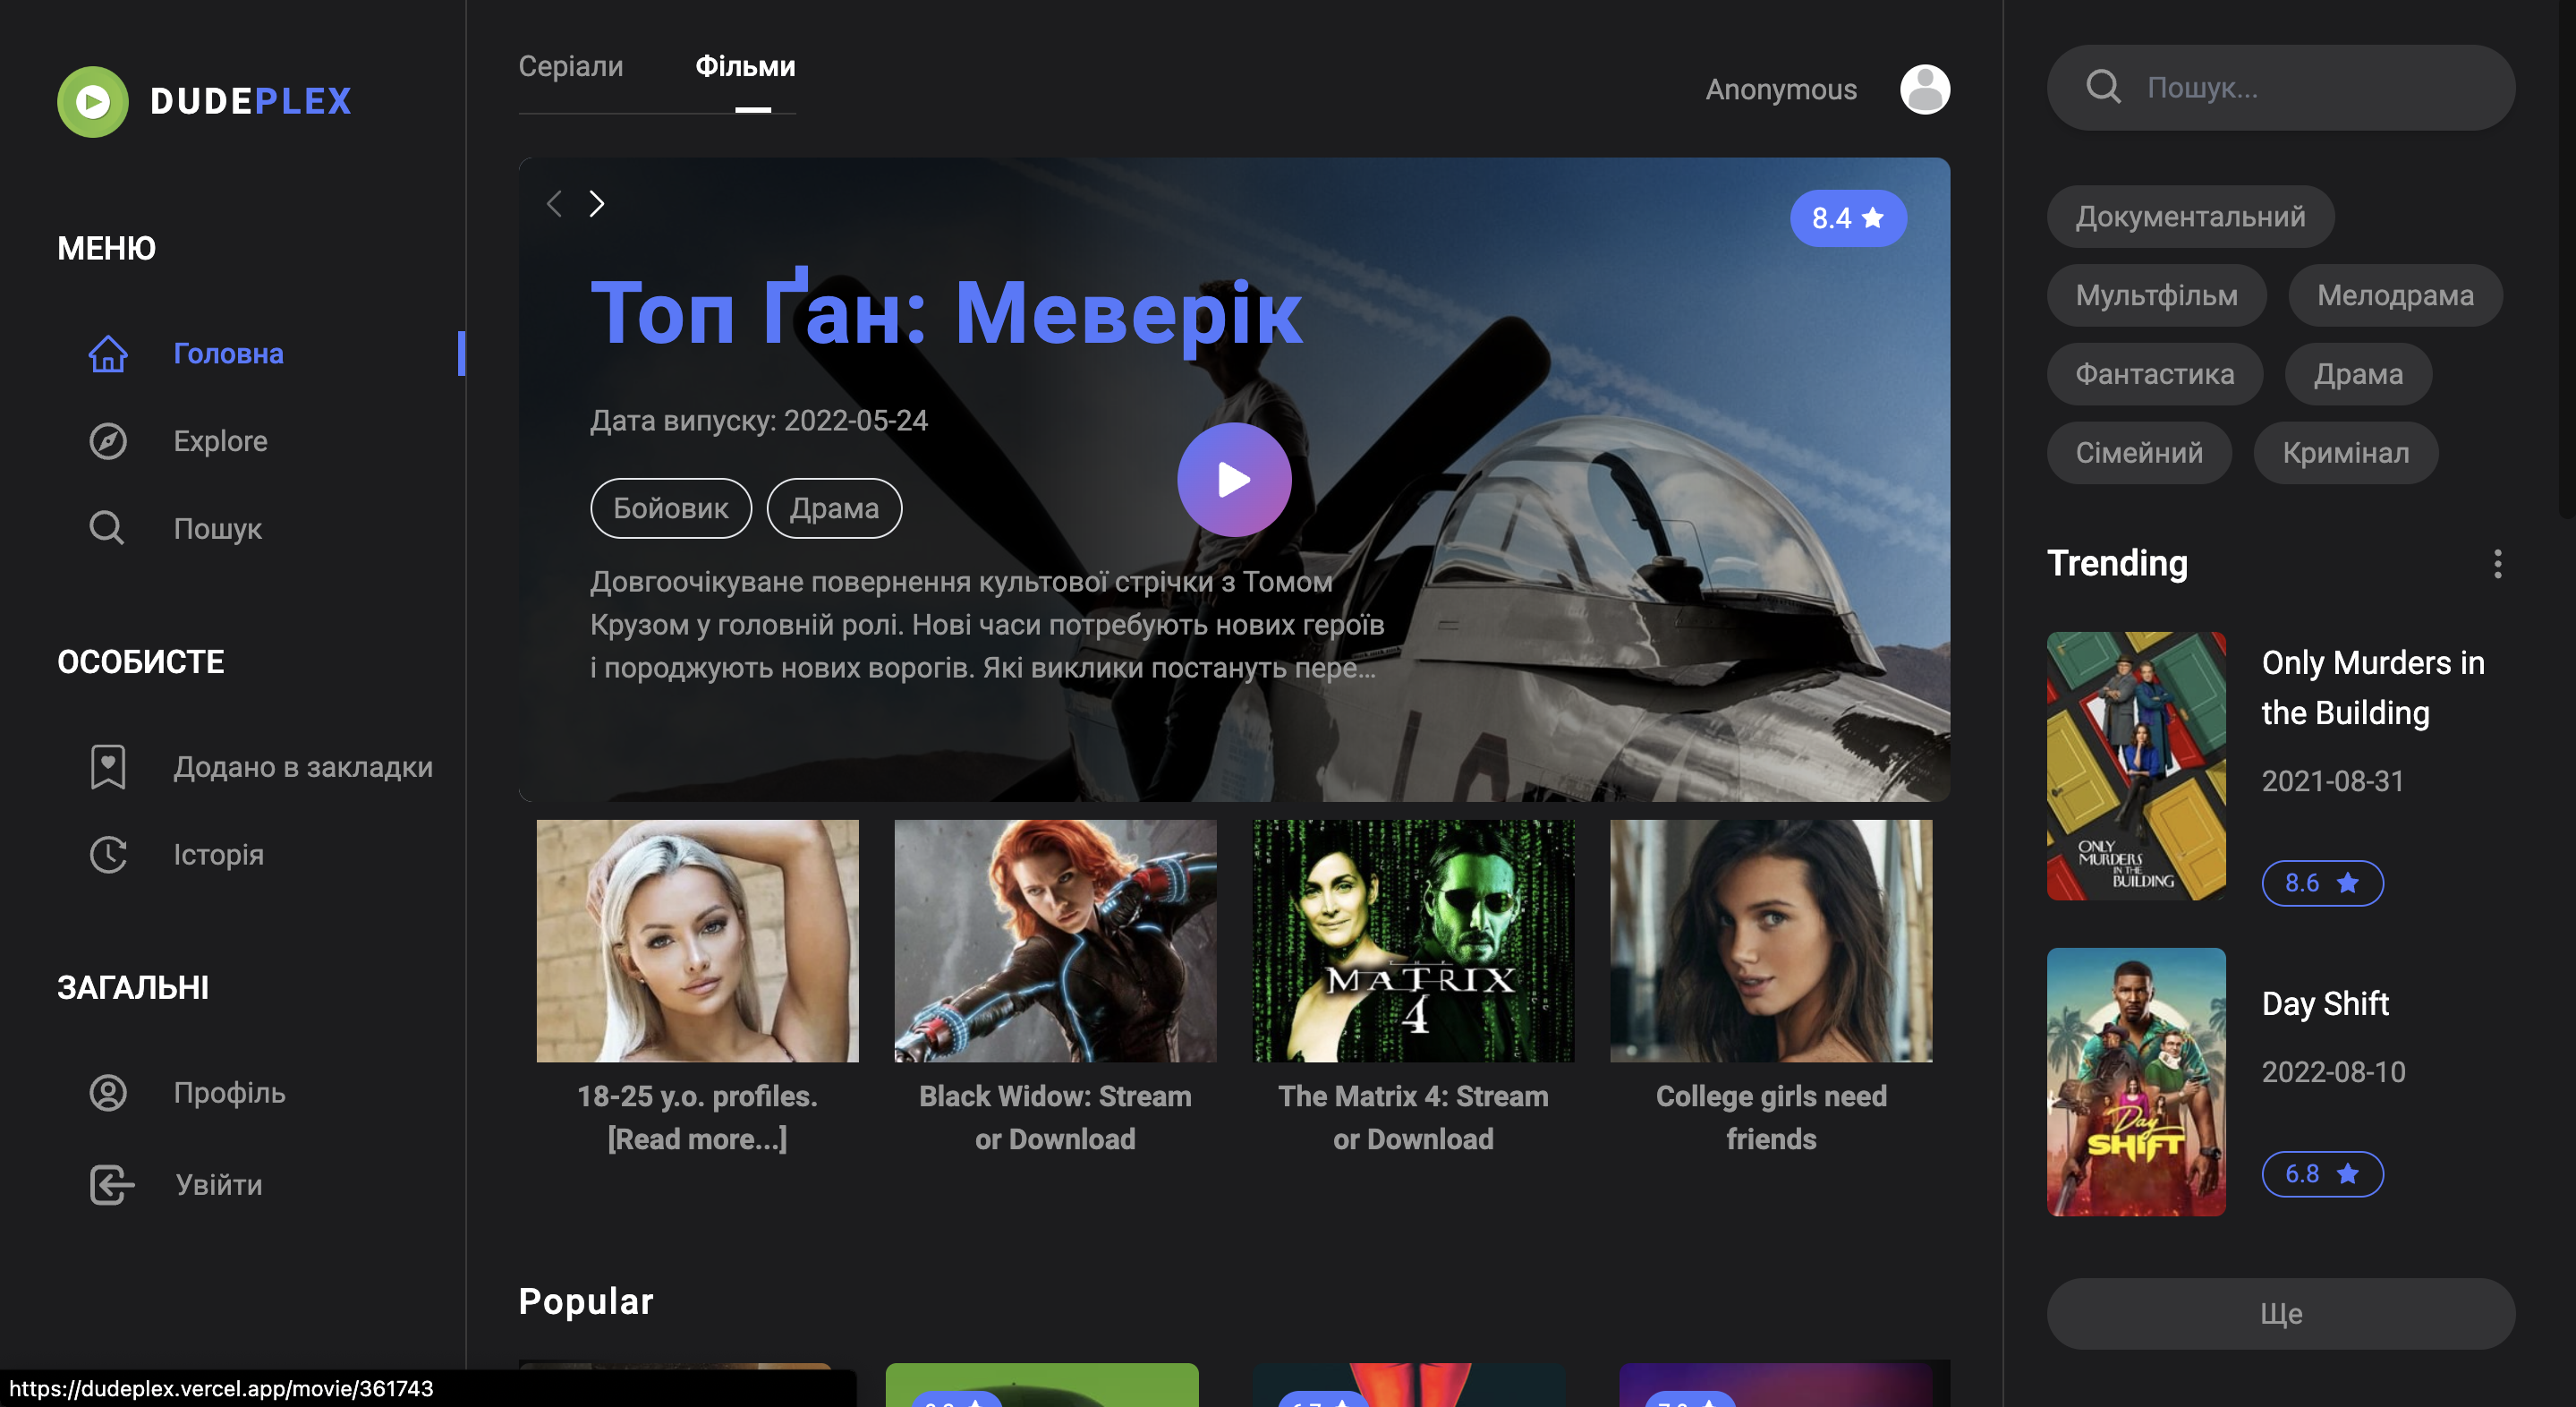 DUDEPLEX
МЕНЮ
Головна
Explore
Пошук
ОСОБИСТЕ
Додано в закладки
Історія
ЗАГАЛЬНІ
Профіль
Увійти
Серіали
Фільми
Anonymous
8.4
Топ Ґан: Меверік
Дата випуску: 2022-05-24
Бойовик
Драма
Довгоочікуване повернення культової стрічки з Томом
Крузом у головній ролі. Нові часи потребують нових героїв
і породжують нових ворогів. Які виклики постануть пере...
THE
MATRIX
4
18-25 y.o. profiles.
[Read more...]
Black Widow: Stream
or Download
The Matrix 4: Stream
or Download
College girls need
friends
Popular
Пошук...
Документальний
Мультфільм
Мелодрама
Фантастика
Драма
Сімейний
Кримінал
Trending
ONLY
MURDERS
IN THE
BUILDING
Only Murders in
the Building
2021-08-31
8.6
Day
SHIFT
Day Shift
2022-08-10
6.8
Ще
https://dudeplex.vercel.app/movie/361743